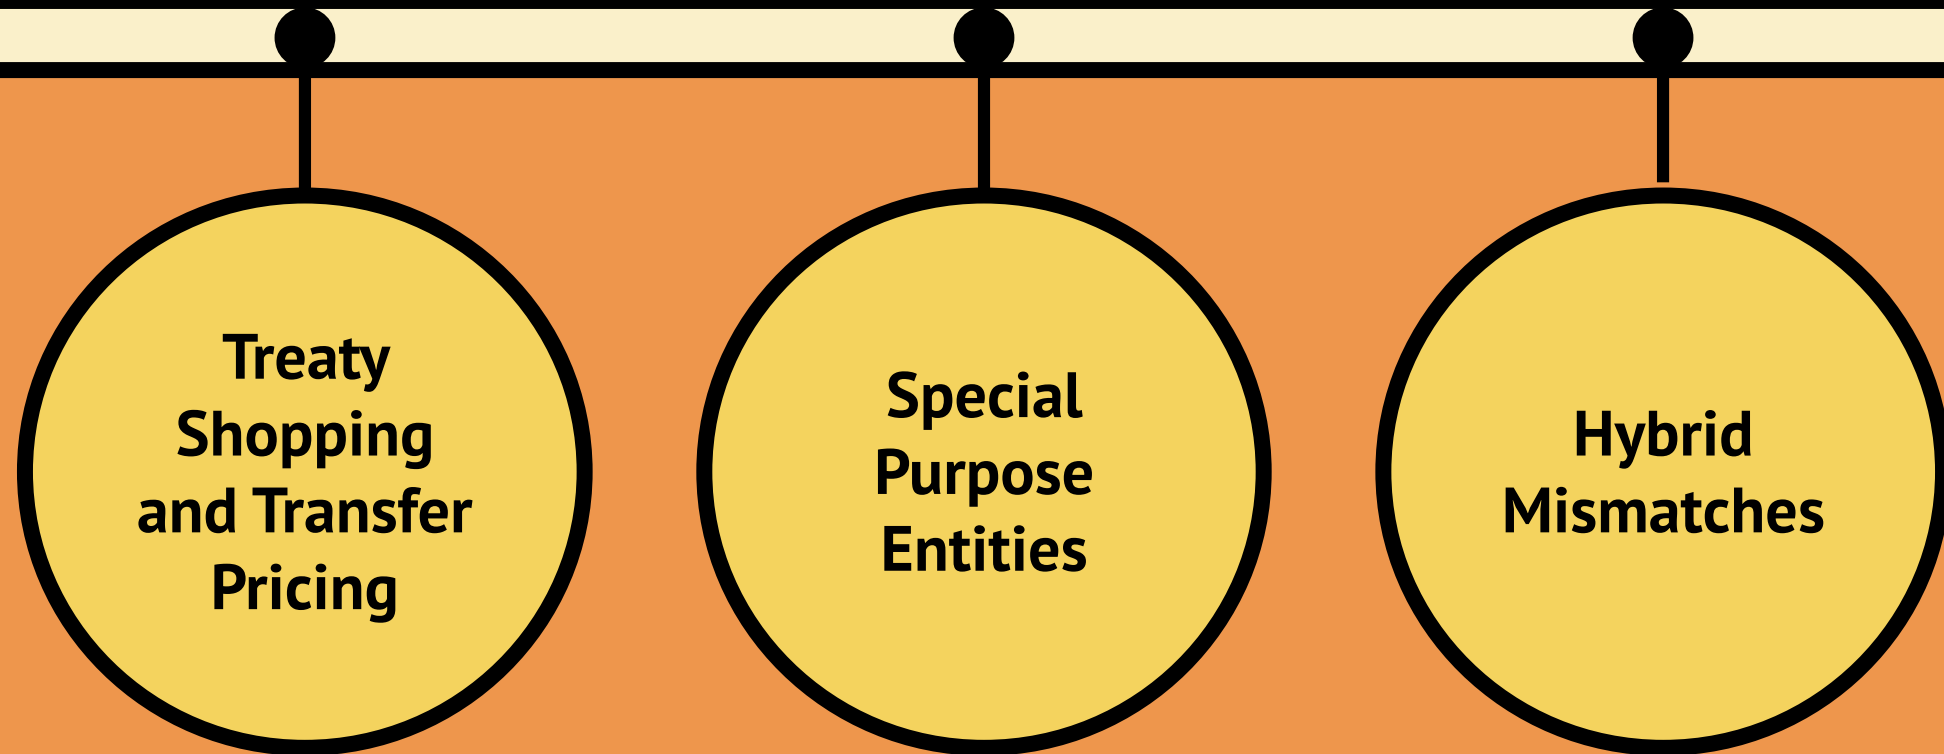 Treaty
Shopping
and Transfer
Pricing
Special
Purpose
Entities
Hybrid
Mismatches